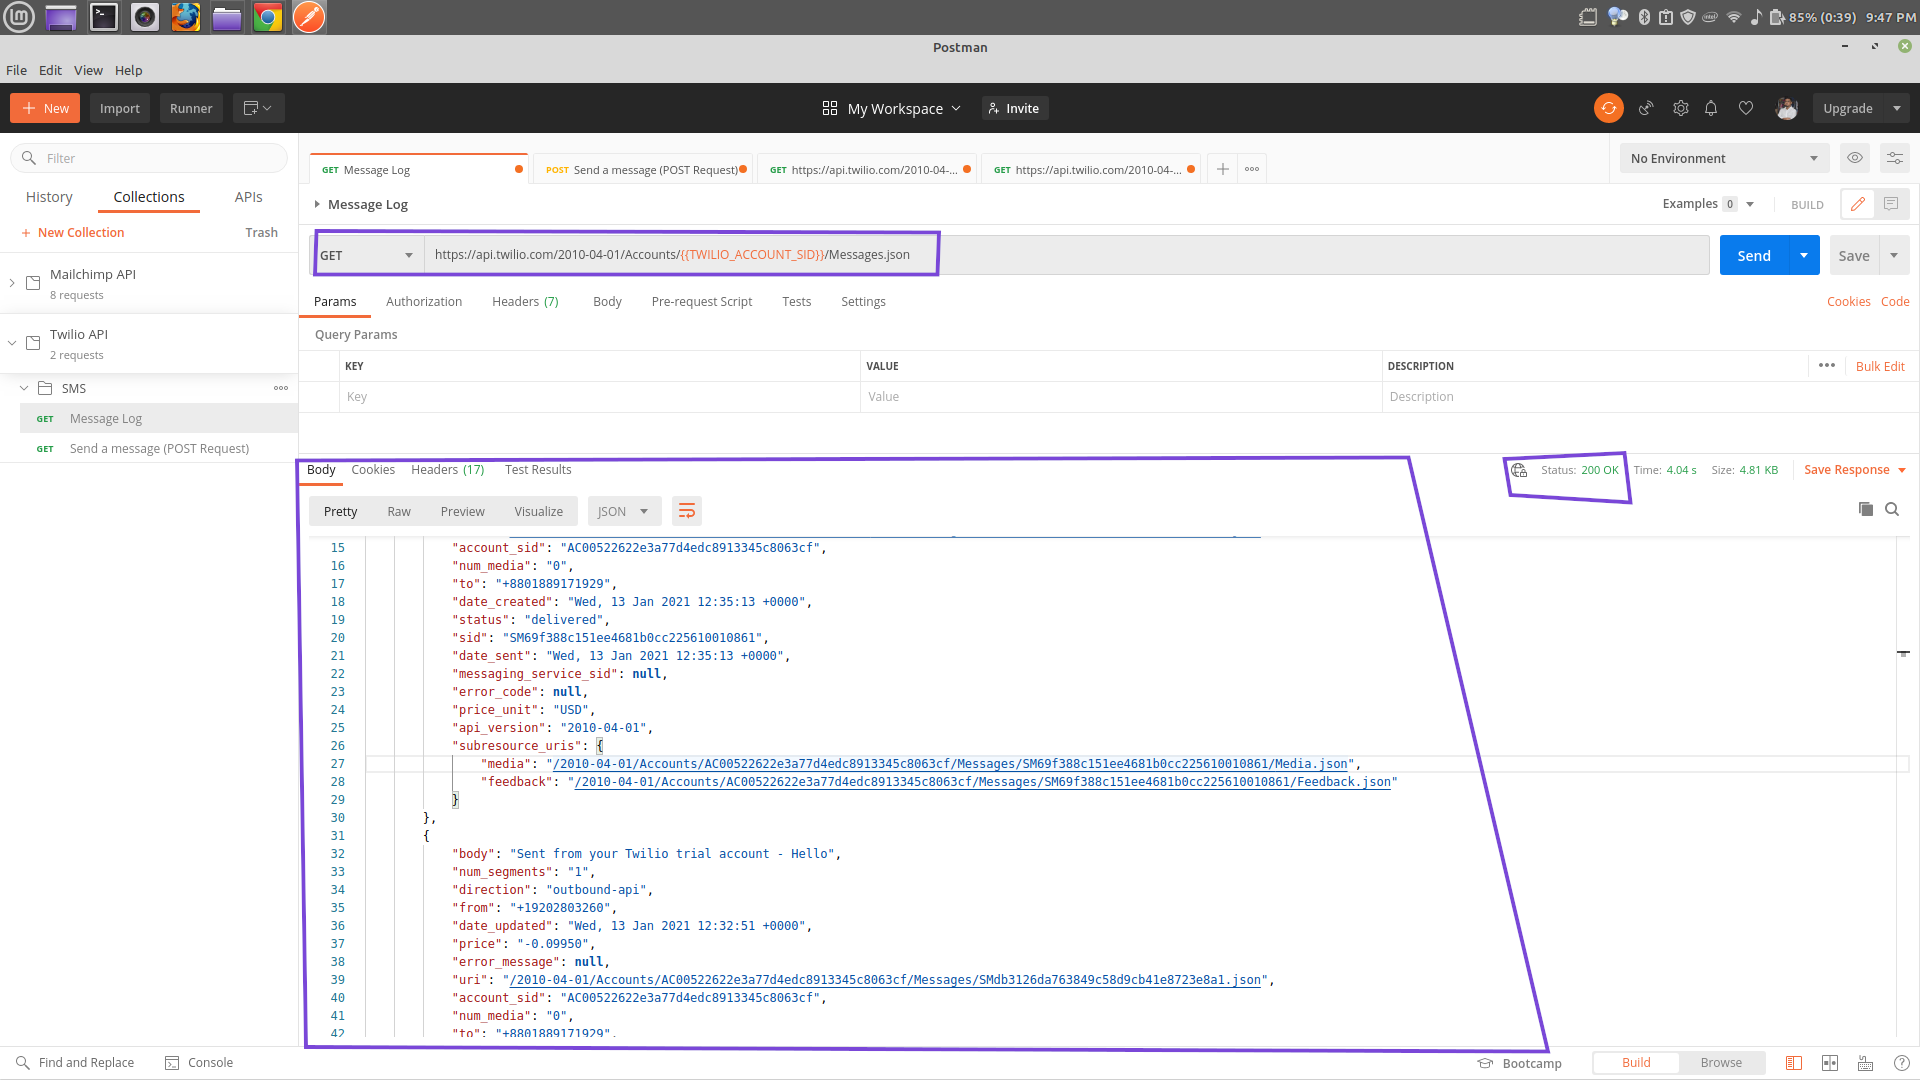 85% (0:39) 9:47 PM
Postman
File Edit View Help
New Import Runner My Workspace Invite Upgrade
Filter
History Collections APIs
New Collection Trash
Mailchimp API
8 requests
Twilio API
2 requests
SMS
GET Message Log
GET Send a message (POST Request)
GET Message Log POST Send a message (POST Request) GET https://api.twilio.com/2010-04-... GET https://api.twilio.com/2010-04-... No Environment
Message Log Examples 0 BUILD
GET https://api.twilio.com/2010-04-01/Accounts/{{TWILIO_ACCOUNT_SID}}/Messages.json Send Save
Params Authorization Headers (7) Body Pre-request Script Tests Settings Cookies Code
Query Params
KEY VALUE DESCRIPTION Bulk Edit
Key Value Description
Body Cookies Headers (17) Test Results Status: 200 OK Time: 4.04 s Size: 4.81 KB Save Response
Pretty Raw Preview Visualize JSON
15 "account_sid": "AC00522622e3a77d4edc8913345c8063cf",
16 "num_media": "0",
17 "to": "+8801889171929",
18 "date_created": "Wed, 13 Jan 2021 12:35:13 +0000",
19 "status": "delivered",
20 "sid": "SM69f388c151ee4681b0cc225610010861",
21 "date_sent": "Wed, 13 Jan 2021 12:35:13 +0000",
22 "messaging_service_sid": null,
23 "error_code": null,
24 "price_unit": "USD",
25 "api_version": "2010-04-01",
26 "subresource_uris": {
27 "media": "/2010-04-01/Accounts/AC00522622e3a77d4edc8913345c8063cf/Messages/SM69f388c151ee4681b0cc225610010861/Media.json",
28 "feedback": "/2010-04-01/Accounts/AC00522622e3a77d4edc8913345c8063cf/Messages/SM69f388c151ee4681b0cc225610010861/Feedback.json"
29 }
30 },
31 {
32 "body": "Sent from your Twilio trial account - Hello",
33 "num_segments": "1",
34 "direction": "outbound-api",
35 "from": "+19202803260",
36 "date_updated": "Wed, 13 Jan 2021 12:32:51 +0000",
37 "price": "-0.09950",
38 "error_message": null,
39 "uri": "/2010-04-01/Accounts/AC00522622e3a77d4edc8913345c8063cf/Messages/SMdb3126da763849c58d9cb41e8723e8a1.json",
40 "account_sid": "AC00522622e3a77d4edc8913345c8063cf",
41 "num_media": "0",
42 "to": "+8801889171929",
Find and Replace Console Bootcamp Build Browse